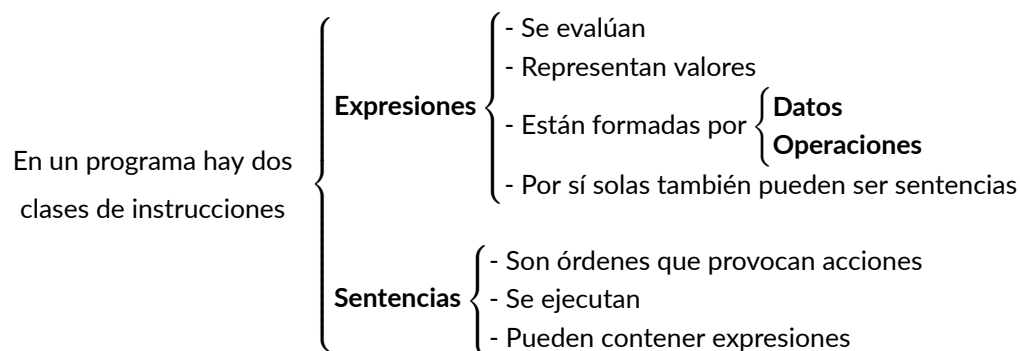 En un programa hay dos
clases de instrucciones
Expresiones
- Se evalúan
- Representan valores
- Están formadas por
Datos
Operaciones
- Por sí solas también pueden ser sentencias
Sentencias
- Son órdenes que provocan acciones
- Se ejecutan
- Pueden contener expresiones